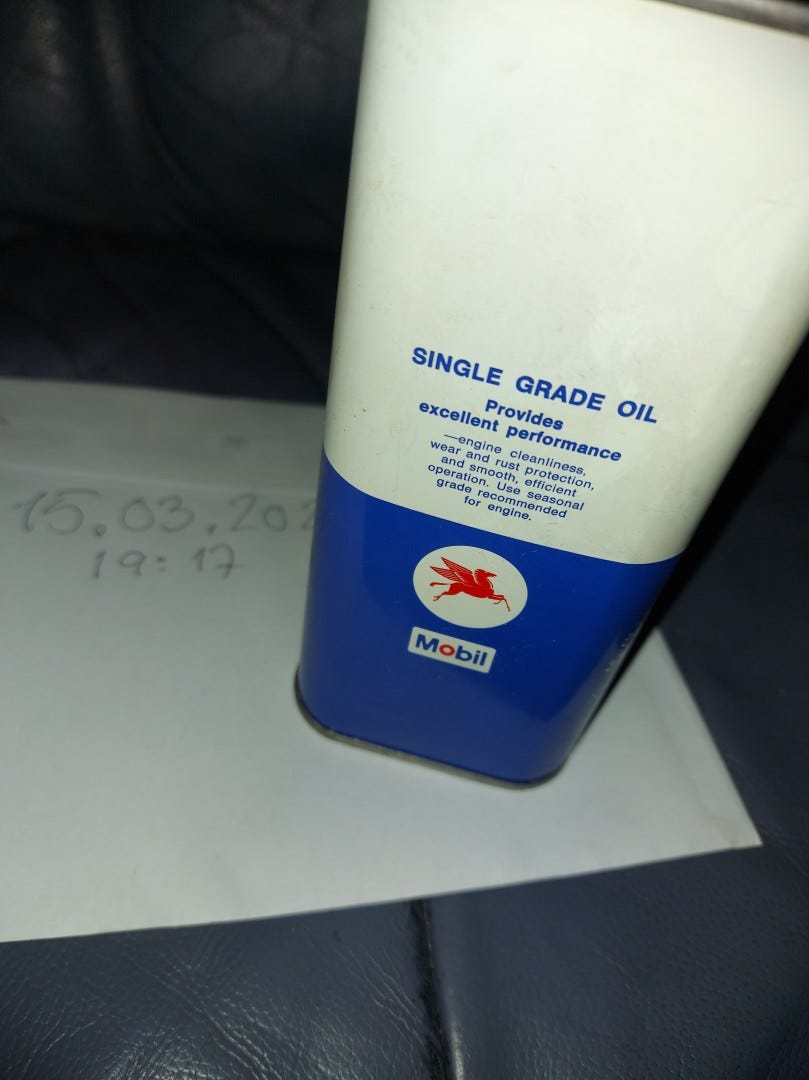 SINGLE GRADE OIL
Provides
excellent performance
—engine cleanliness,
wear and rust protection,
and smooth, efficient
operation. Use seasonal
grade recommended
for engine.
Mobil
15.03.202
19:17